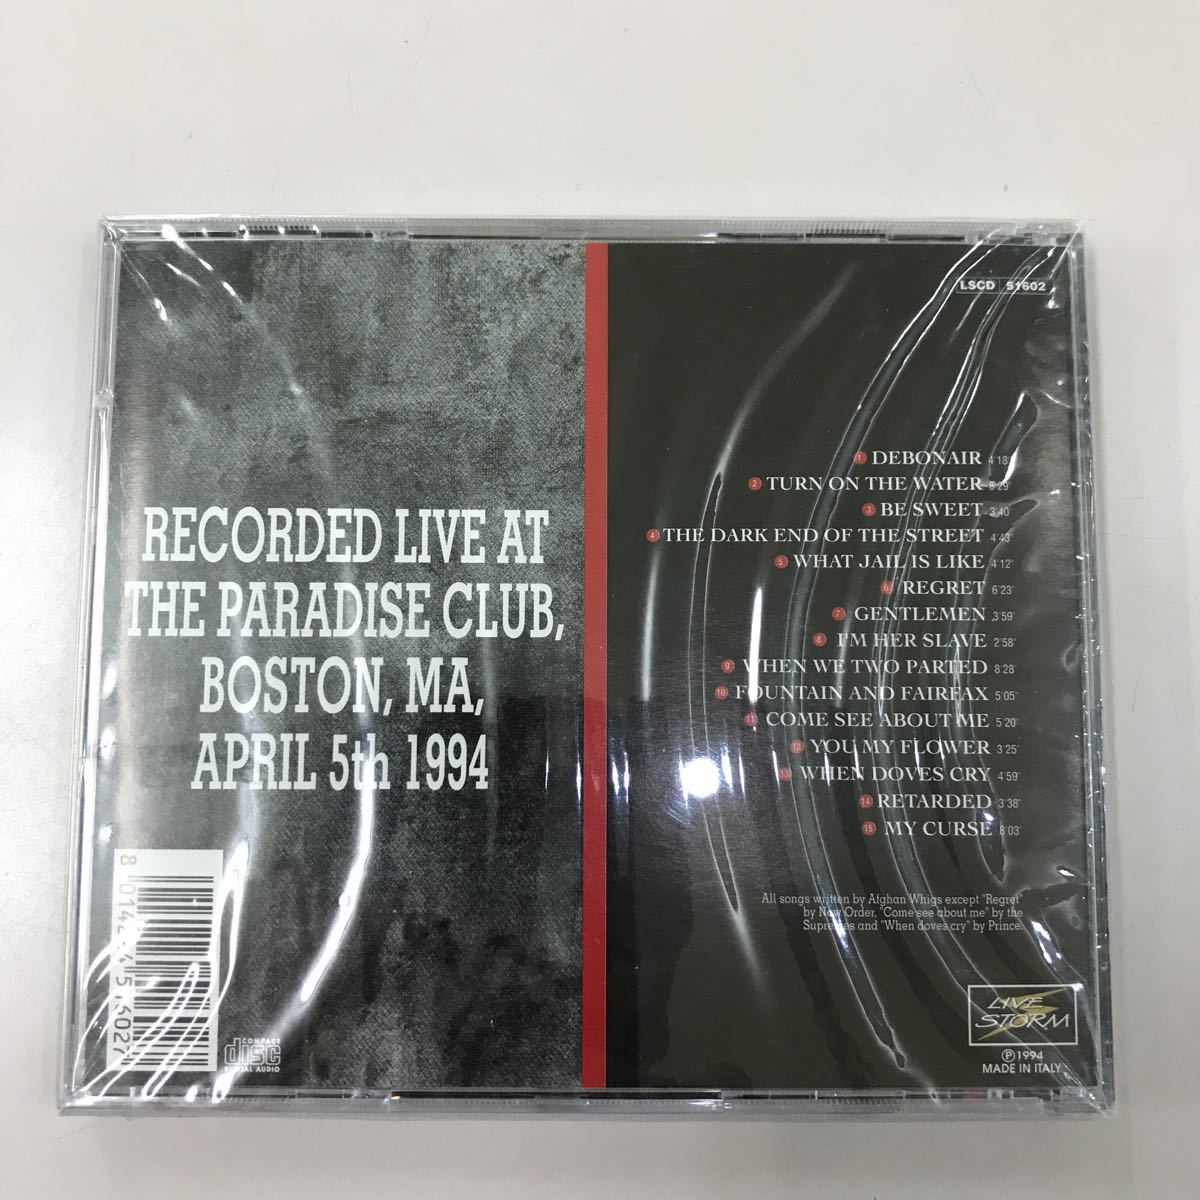 RECORDED LIVE AT
THE PARADISE CLUB,
BOSTON, MA,
APRIL 5th 1994
COMPACT
disc
DIGITAL AUDIO
LSCD 51602
1 DEBONAIR 4'18"
2 TURN ON THE WATER 8'29"
3 BE SWEET 3'40"
4 THE DARK END OF THE STREET 4'43"
5 WHAT JAIL IS LIKE 4'12"
6 REGRET 6'23"
7 GENTLEMEN 3'59"
8 I'M HER SLAVE 2'58"
9 WHEN WE TWO PARTED 8'28"
10 FOUNTAIN AND FAIRFAX 5'05"
11 COME SEE ABOUT ME 5'20"
12 YOU MY FLOWER 3'25"
13 WHEN DOVES CRY 4'59"
14 RETARDED 3'38"
15 MY CURSE 8'03"
All songs written by Afghan Whigs except "Regret"
by New Order, "Come see about me" by the
Supremes and "When doves cry" by Prince.
LIVE
STORM
℗ 1994
MADE IN ITALY